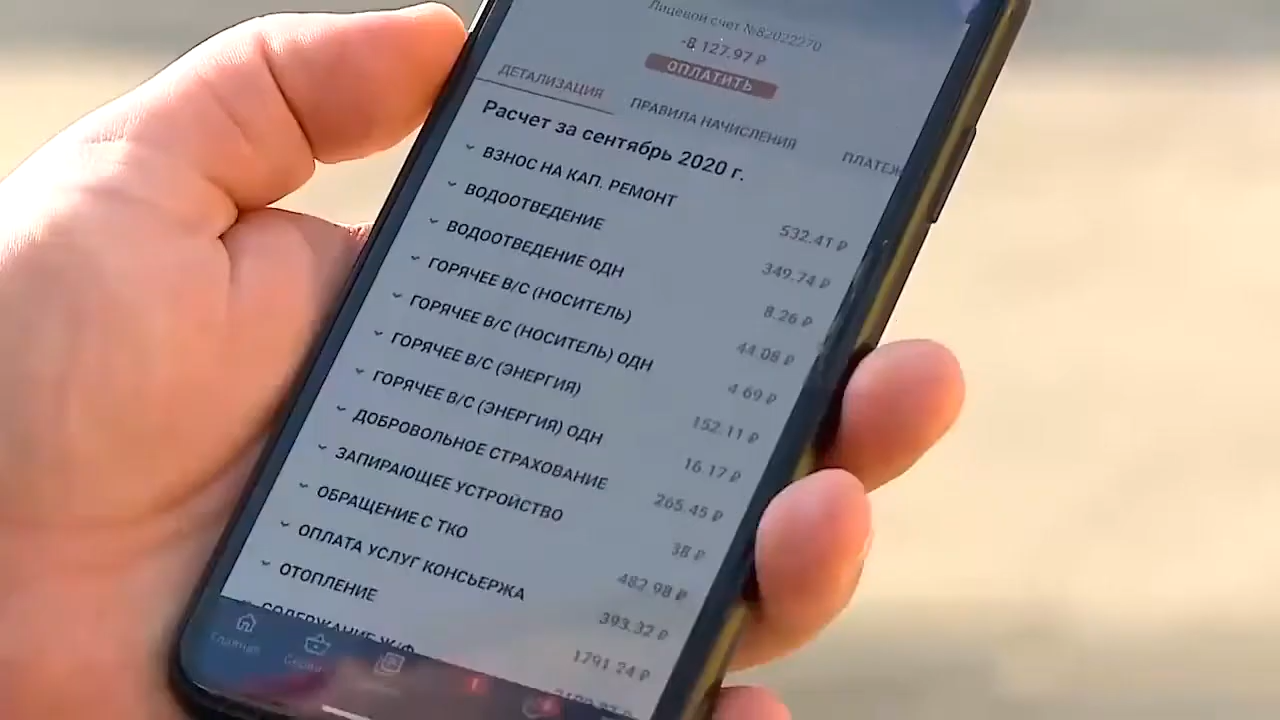 Лицевой счет №82022270
-8 127.97 ₽
ОПЛАТИТЬ
ДЕТАЛИЗАЦИЯ ПРАВИЛА НАЧИСЛЕНИЯ ПЛАТЕЖ
Расчет за сентябрь 2020 г.
ВЗНОС НА КАП. РЕМОНТ 532.41 ₽
ВОДООТВЕДЕНИЕ 349.74 ₽
ВОДООТВЕДЕНИЕ ОДН 8.26 ₽
ГОРЯЧЕЕ В/С (НОСИТЕЛЬ) 44.08 ₽
ГОРЯЧЕЕ В/С (НОСИТЕЛЬ) ОДН 4.69 ₽
ГОРЯЧЕЕ В/С (ЭНЕРГИЯ) 152.11 ₽
ГОРЯЧЕЕ В/С (ЭНЕРГИЯ) ОДН 16.17 ₽
ДОБРОВОЛЬНОЕ СТРАХОВАНИЕ 265.45 ₽
ЗАПИРАЮЩЕЕ УСТРОЙСТВО 38 ₽
ОБРАЩЕНИЕ С ТКО 482.98 ₽
ОПЛАТА УСЛУГ КОНСЬЕРЖА 393.32 ₽
ОТОПЛЕНИЕ 1791.24 ₽
СОДЕРЖАНИЕ Ж/Ф
Главная